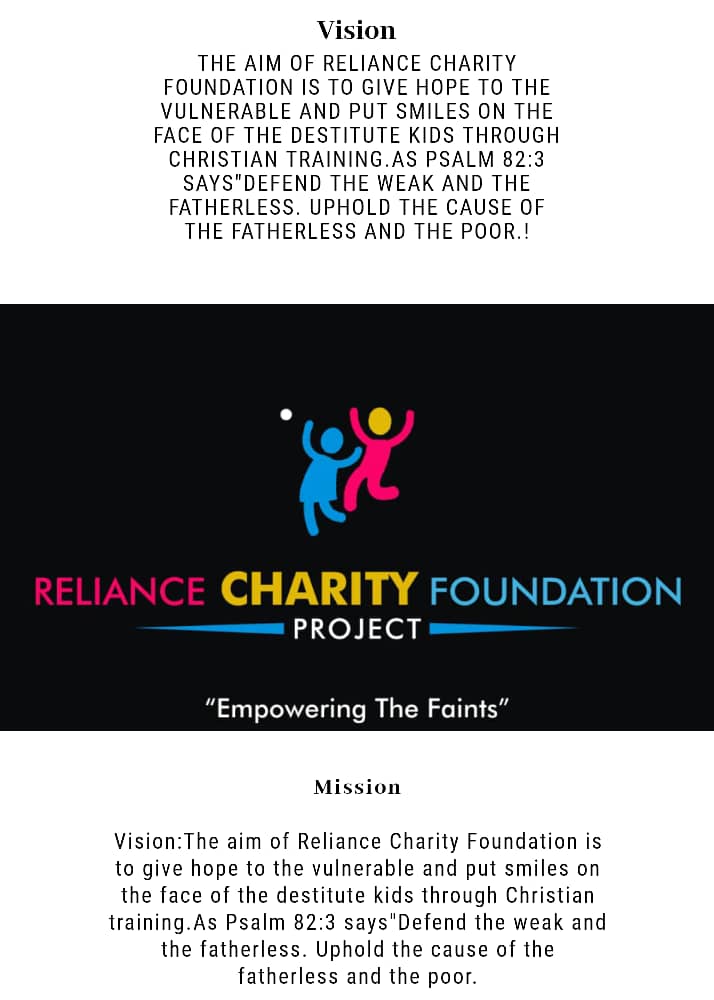 Vision
THE AIM OF RELIANCE CHARITY
FOUNDATION IS TO GIVE HOPE TO THE
VULNERABLE AND PUT SMILES ON THE
FACE OF THE DESTITUTE KIDS THROUGH
CHRISTIAN TRAINING.AS PSALM 82:3
SAYS"DEFEND THE WEAK AND THE
FATHERLESS. UPHOLD THE CAUSE OF
THE FATHERLESS AND THE POOR.!
RELIANCE CHARITY FOUNDATION
PROJECT
“Empowering The Faints”
Mission
Vision:The aim of Reliance Charity Foundation is
to give hope to the vulnerable and put smiles on
the face of the destitute kids through Christian
training.As Psalm 82:3 says"Defend the weak and
the fatherless. Uphold the cause of the
fatherless and the poor.